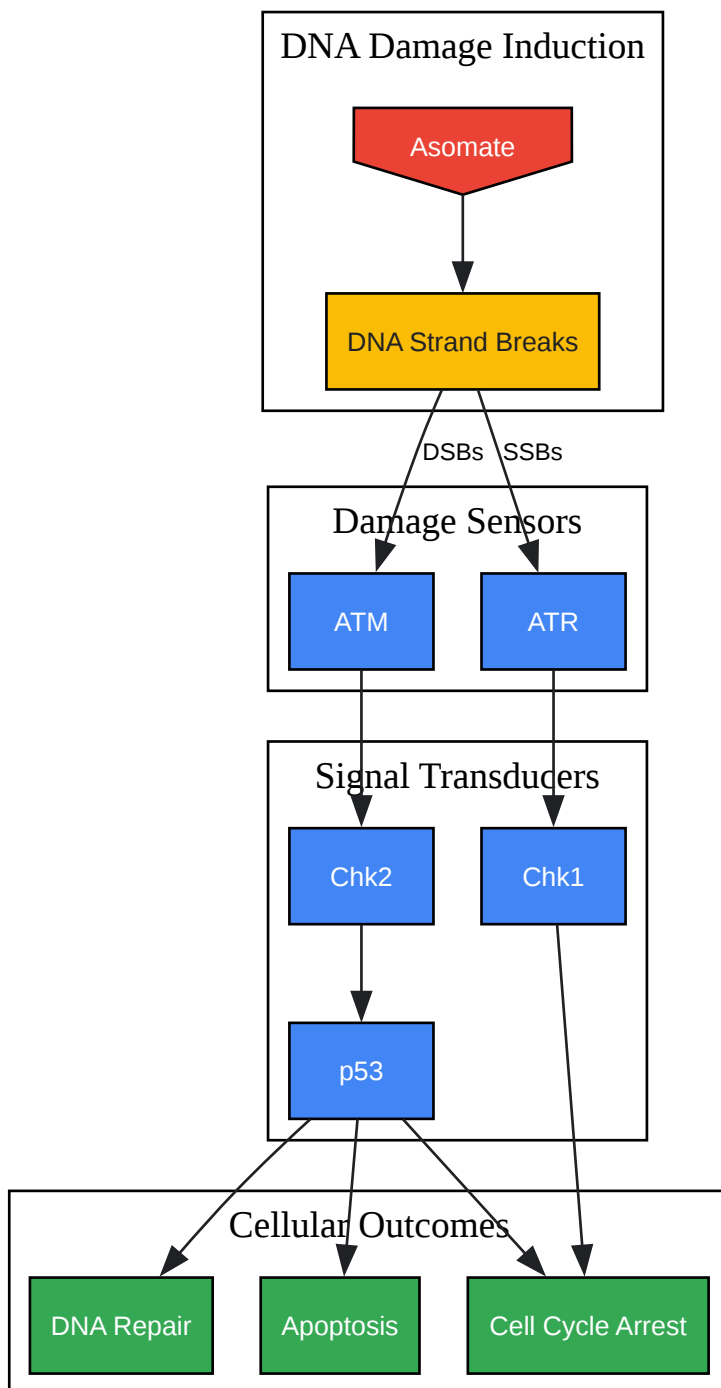 DNA Damage Induction
Asomate
DNA Strand Breaks
DSBs
SSBs
Damage Sensors
ATM
ATR
Signal Transducers
Chk2
Chk1
p53
Cellular Outcomes
DNA Repair
Apoptosis
Cell Cycle Arrest